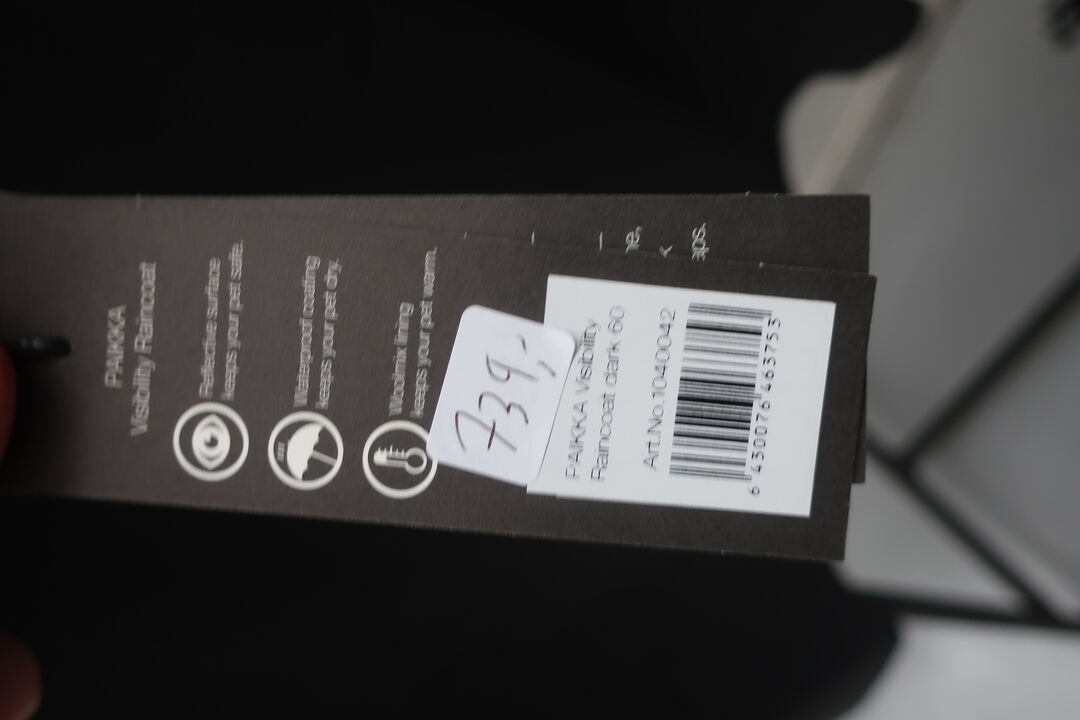 PAIKKA
Visibility Raincoat
Reflective surface
keeps your pet safe.
Waterproof coating
keeps your pet dry.
Woolmix lining
keeps your pet warm.
739,-
PAIKKA Visibility
Raincoat dark 60
Art.No.1040042
6 430076 463753